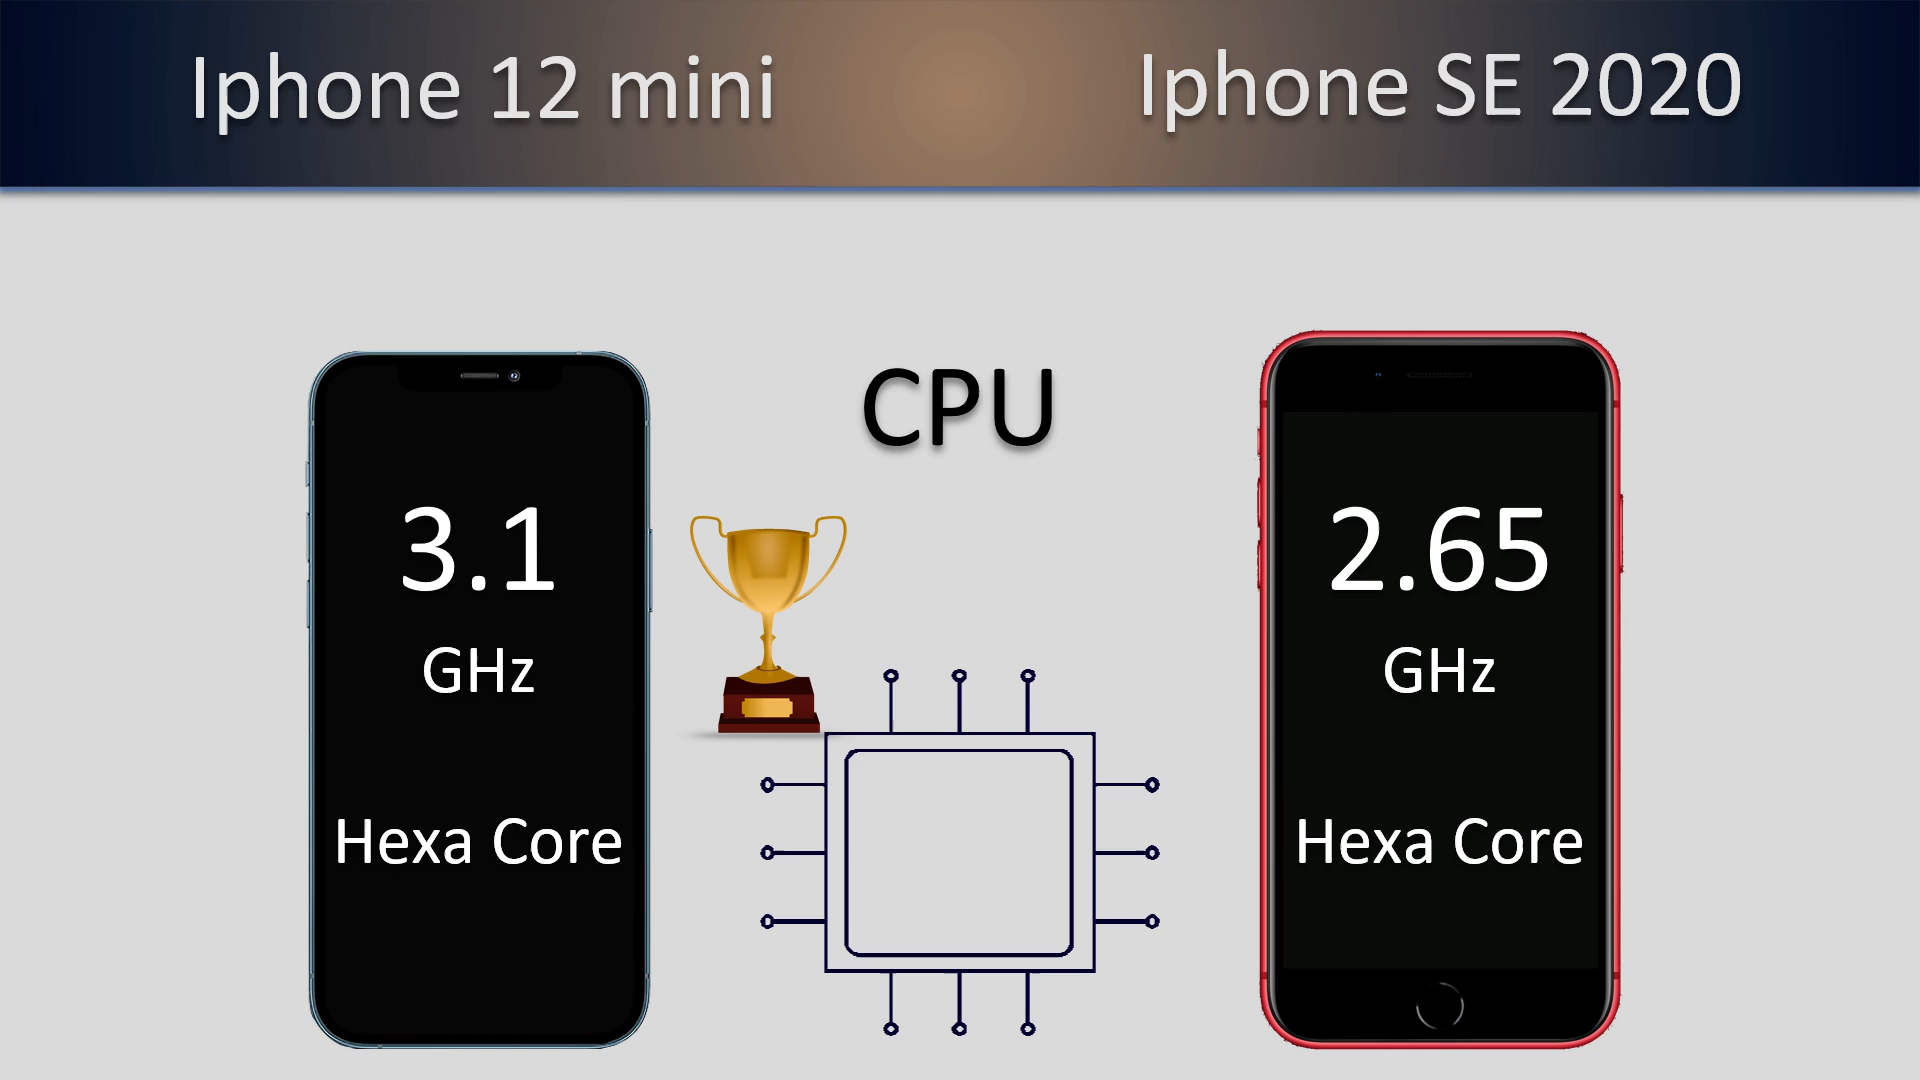 Iphone 12 mini
Iphone SE 2020
CPU
3.1
GHz
Hexa Core
2.65
GHz
Hexa Core